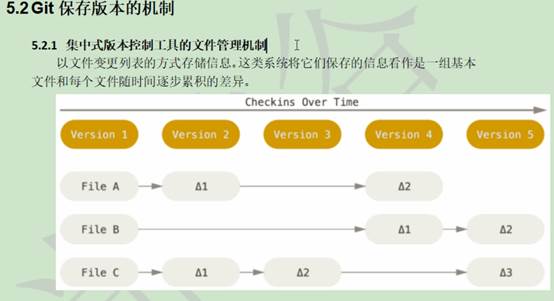 5.2 Git 保存版本的机制
5.2.1 集中式版本控制工具的文件管理机制
以文件变更列表的方式存储信息。这类系统将它们保存的信息看作是一组基本
文件和每个文件随时间逐步累积的差异。
Checkins Over Time
Version 1 Version 2 Version 3 Version 4 Version 5
File A Δ1 Δ2
File B Δ1 Δ2
File C Δ1 Δ2 Δ3